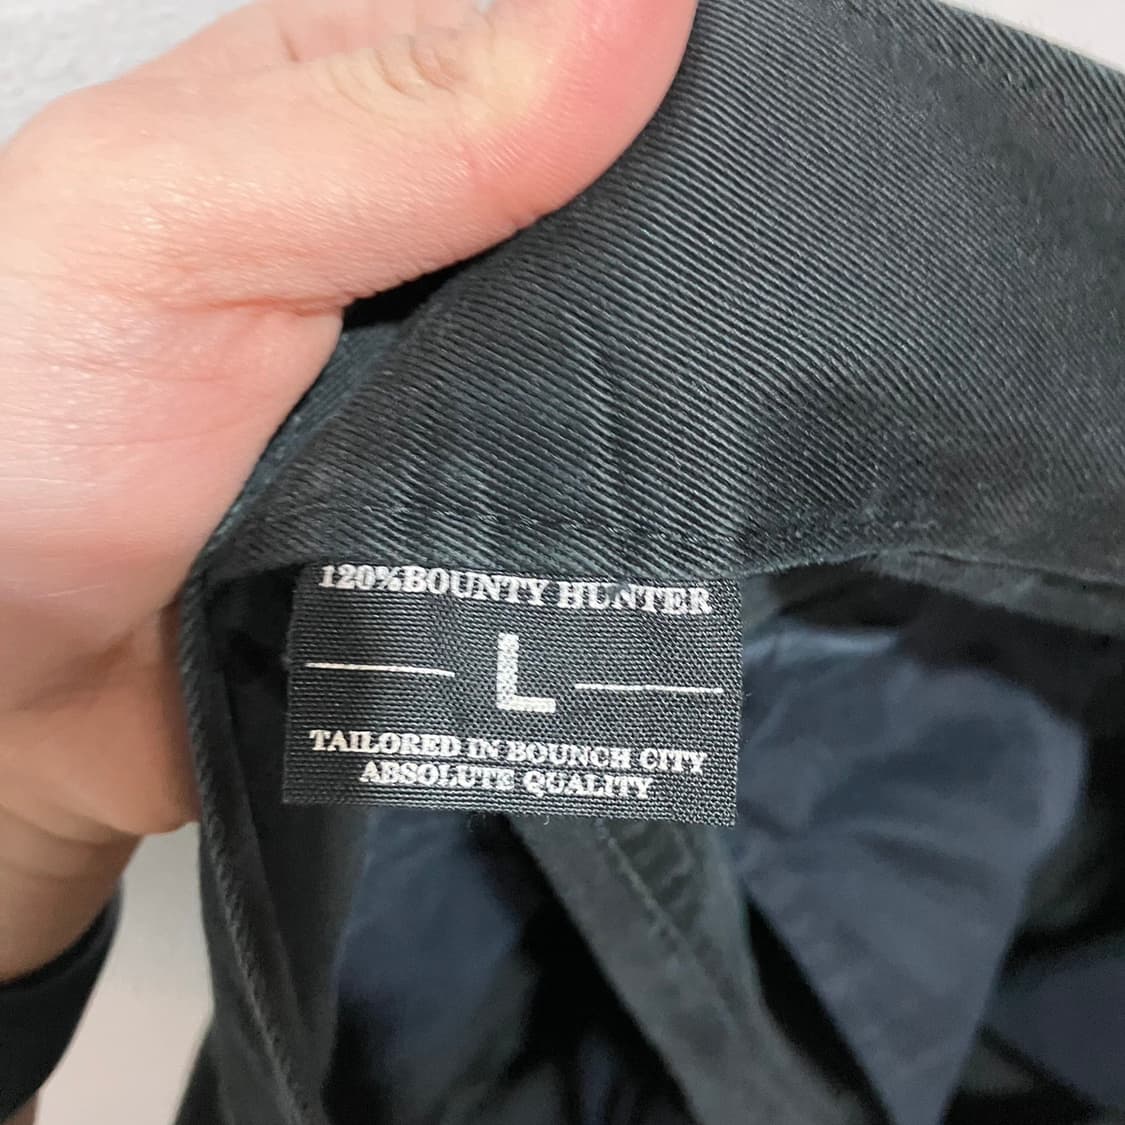 120%BOUNTY HUNTER
L
TAILORED IN BOUNCH CITY
ABSOLUTE QUALITY